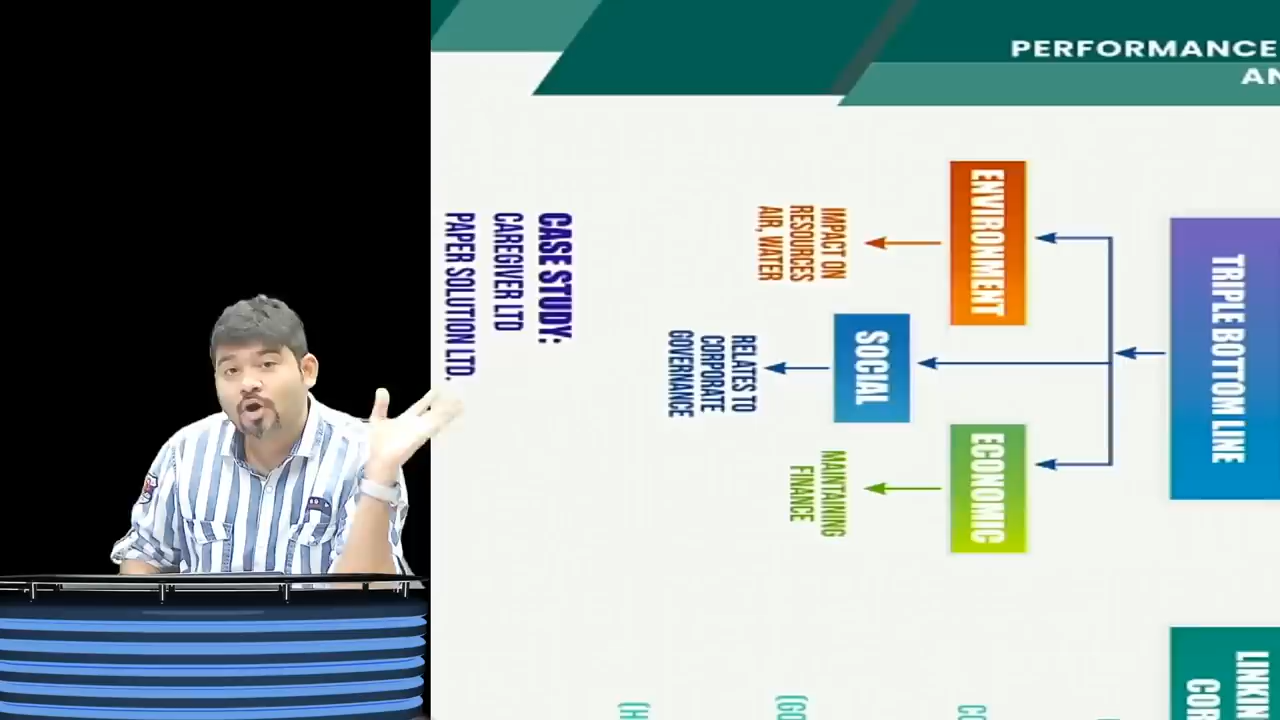 PERFORMANCE
AN
TRIPLE BOTTOM LINE
ENVIRONMENT
IMPACT ON
RESOURCES
AIR, WATER
SOCIAL
RELATES TO
CORPORATE
GOVERNANCE
ECONOMIC
MAINTAINING
FINANCE
CASE STUDY:
CAREGIVER LTD
PAPER SOLUTION LTD.
LINKIN
COR
(GO
(H